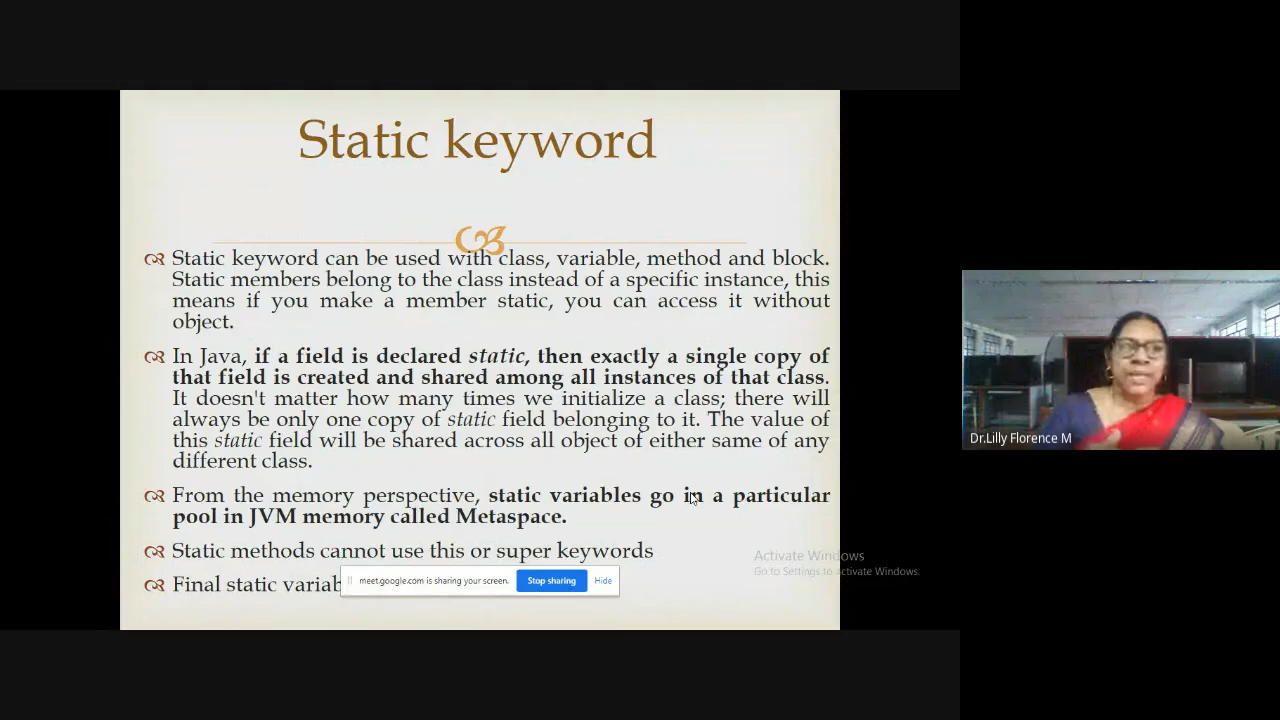 Static keyword
Static keyword can be used with class, variable, method and block.
Static members belong to the class instead of a specific instance, this
means if you make a member static, you can access it without
object.
In Java, if a field is declared static, then exactly a single copy of
that field is created and shared among all instances of that class.
It doesn't matter how many times we initialize a class; there will
always be only one copy of static field belonging to it. The value of
this static field will be shared across all object of either same of any
different class.
From the memory perspective, static variables go in a particular
pool in JVM memory called Metaspace.
Static methods cannot use this or super keywords
Final static
meet.google.com is sharing your screen.
Stop sharing
Hide
Activate Windows
Go to Settings to activate Windows.
Dr.Lilly Florence M